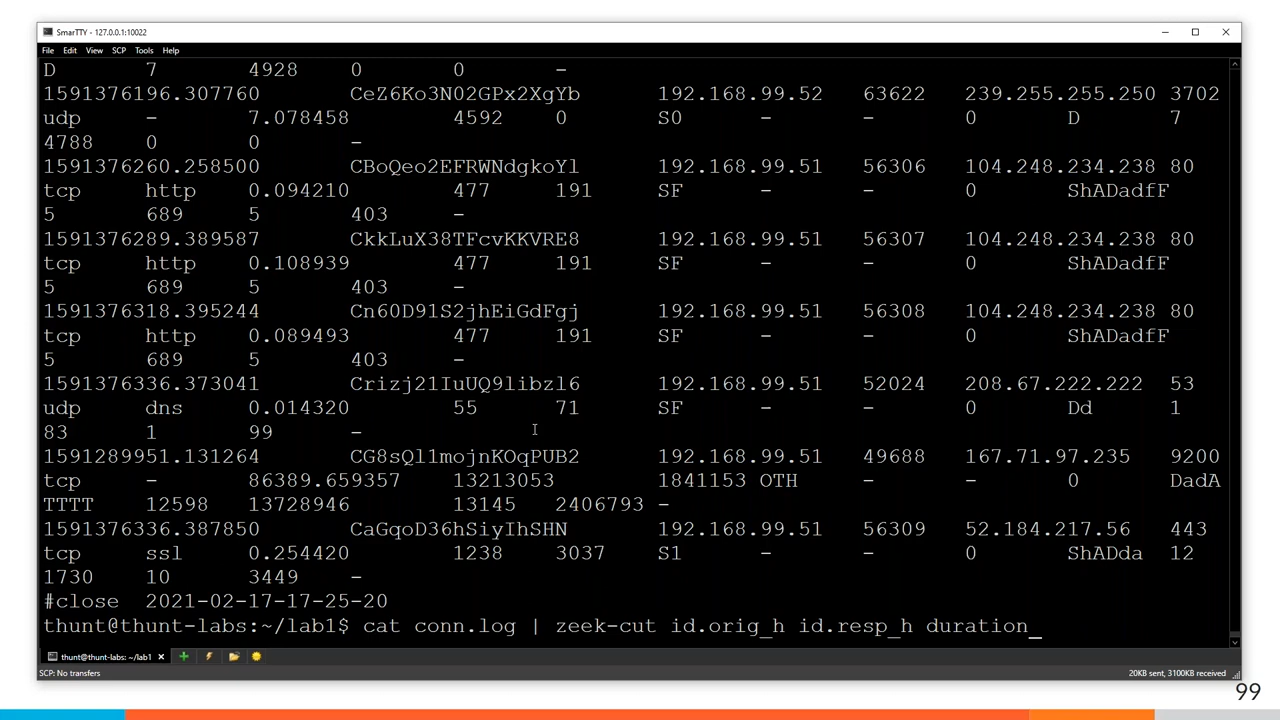 SmarTTY - 127.0.0.1:10022
File Edit View SCP Tools Help
D 7 4928 0 0 -
1591376196.307760 CeZ6Ko3N02GPx2XgYb 192.168.99.52 63622 239.255.255.250 3702
udp - 7.078458 4592 0 S0 - - 0 D 7
4788 0 0 -
1591376260.258500 CBoQeo2EFRWNdgkoYl 192.168.99.51 56306 104.248.234.238 80
tcp http 0.094210 477 191 SF - - 0 ShADadfF
5 689 5 403 -
1591376289.389587 CkkLuX38TFcvKKVRE8 192.168.99.51 56307 104.248.234.238 80
tcp http 0.108939 477 191 SF - - 0 ShADadfF
5 689 5 403 -
1591376318.395244 Cn60D91S2jhEiGdFgj 192.168.99.51 56308 104.248.234.238 80
tcp http 0.089493 477 191 SF - - 0 ShADadfF
5 689 5 403 -
1591376336.373041 Crizj21IuUQ9libzl6 192.168.99.51 52024 208.67.222.222 53
udp dns 0.014320 55 71 SF - - 0 Dd 1
83 1 99 -
1591289951.131264 CG8sQl1mojnKOqPUB2 192.168.99.51 49688 167.71.97.235 9200
tcp - 86389.659357 13213053 1841153 OTH - - 0 DadA
TTTT 12598 13728946 13145 2406793 -
1591376336.387850 CaGqoD36hSiyIhSHN 192.168.99.51 56309 52.184.217.56 443
tcp ssl 0.254420 1238 3037 S1 - - 0 ShADda 12
1730 10 3449 -
#close 2021-02-17-17-25-20
thunt@thunt-labs:~/lab1$ cat conn.log | zeek-cut id.orig_h id.resp_h duration_
thunt@thunt-labs: ~/lab1
SCP: No transfers 20KB sent, 3100KB received
99